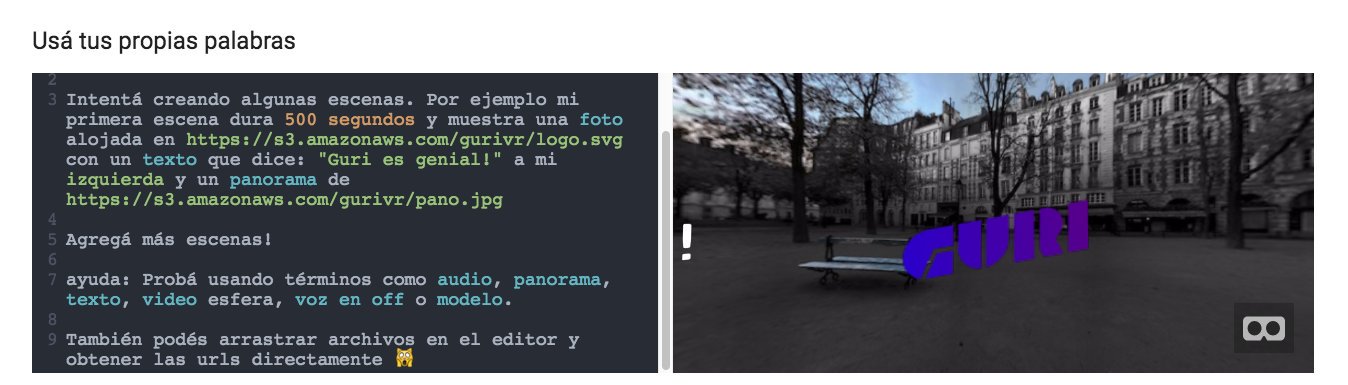 Usá tus propias palabras
2
3 Intentá creando algunas escenas. Por ejemplo mi
primera escena dura 500 segundos y muestra una foto
alojada en https://s3.amazonaws.com/gurivr/logo.svg
con un texto que dice: "Guri es genial!" a mi
izquierda y un panorama de
https://s3.amazonaws.com/gurivr/pano.jpg
4
5 Agregá más escenas!
6
7 ayuda: Probá usando términos como audio, panorama,
texto, video esfera, voz en off o modelo.
8
9 También podés arrastrar archivos en el editor y
obtener las urls directamente 🙀
!
GURI